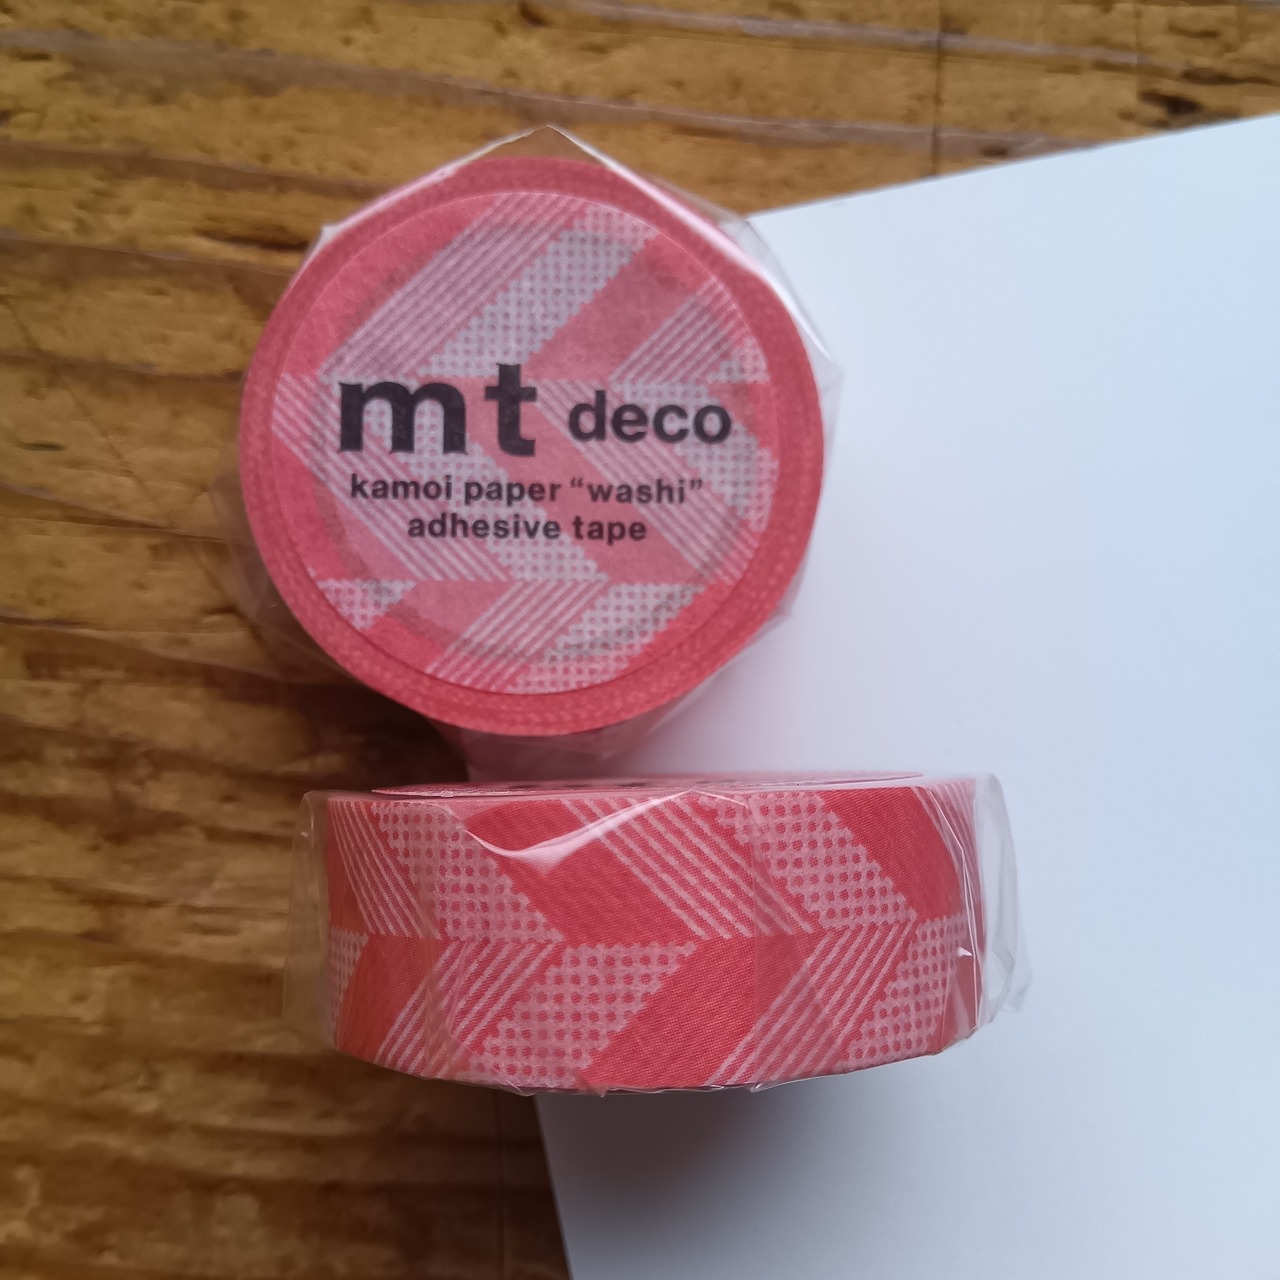 mt deco
kamoi paper “washi”
adhesive tape